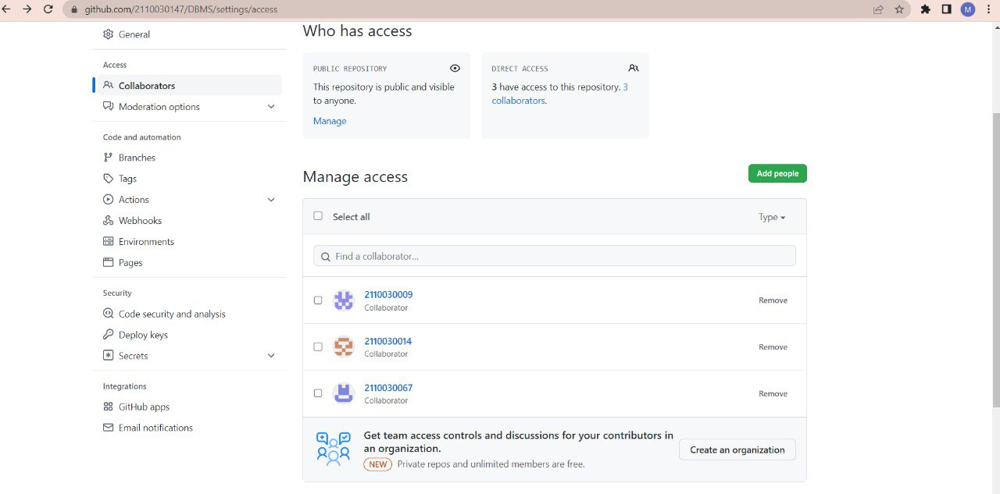 github.com/2110030147/DBMS/settings/access
M
General
Access
Collaborators
Moderation options
Code and automation
Branches
Tags
Actions
Webhooks
Environments
Pages
Security
Code security and analysis
Deploy keys
Secrets
Integrations
GitHub apps
Email notifications
Who has access
PUBLIC REPOSITORY
This repository is public and visible
to anyone.
Manage
DIRECT ACCESS
3 have access to this repository. 3
collaborators.
Manage access
Add people
Select all
Type
Find a collaborator...
2110030009
Collaborator
Remove
2110030014
Collaborator
Remove
2110030067
Collaborator
Remove
Get team access controls and discussions for your contributors in
an organization.
NEW Private repos and unlimited members are free.
Create an organization